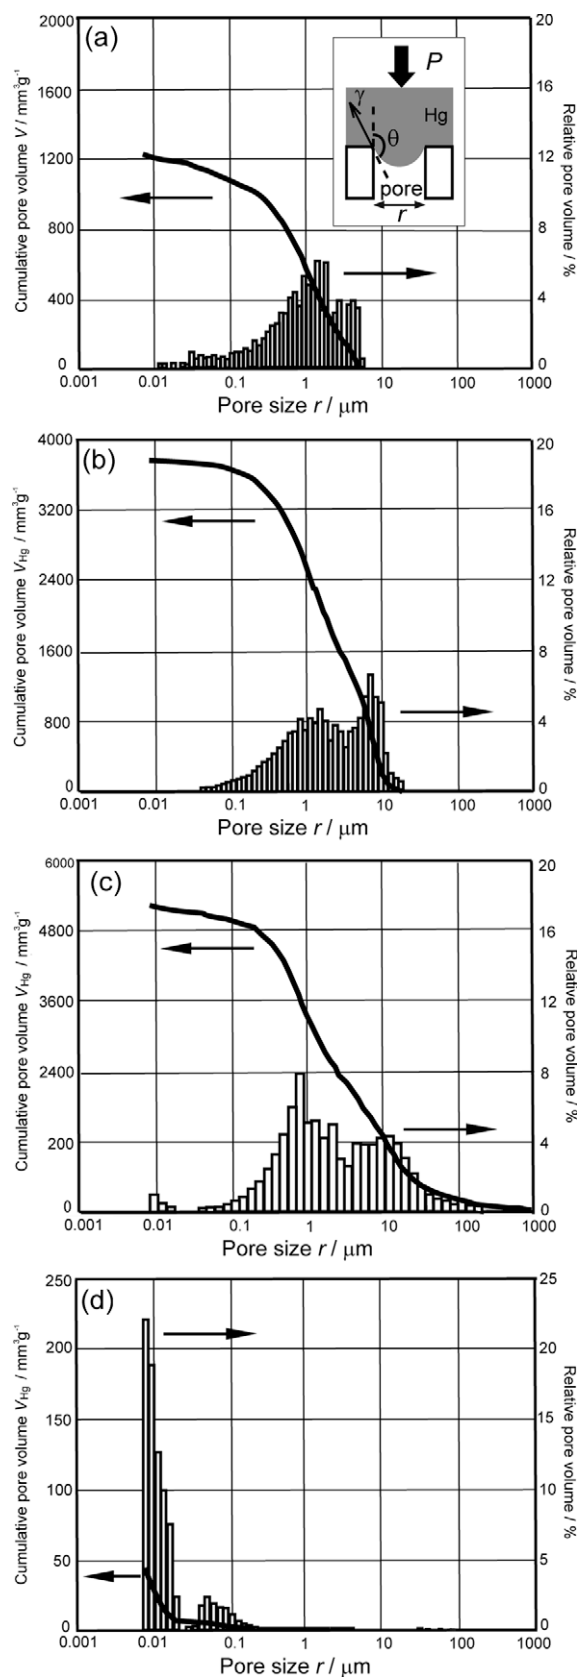 (a)
Cumulative pore volume V / mm³g⁻¹
2000
1600
1200
800
400
0
20
16
12
8
4
0
Relative pore volume / %
P
γ
Hg
θ
pore
r
0.001 0.01 0.1 1 10 100 1000
Pore size r / μm
(b)
Cumulative pore volume V_Hg / mm³g⁻¹
4000
3200
2400
1600
800
0
20
16
12
8
4
0
Relative pore volume / %
0.001 0.01 0.1 1 10 100 1000
Pore size r / μm
(c)
Cumulative pore volume V_Hg / mm³g⁻¹
6000
4800
3600
2400
200
0
20
16
12
8
4
0
Relative pore volume / %
0.001 0.01 0.1 1 10 100 1000
Pore size r / μm
(d)
Cumulative pore volume V_Hg / mm³g⁻¹
250
200
150
100
50
0
25
20
15
10
5
0
Relative pore volume / %
0.001 0.01 0.1 1 10 100 1000
Pore size r / μm